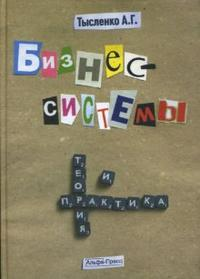 Тысленко А.Г.
Бизнес-
системы
ТЕОРИЯ
И
ПРАКТИКА
Альфа-Пресс